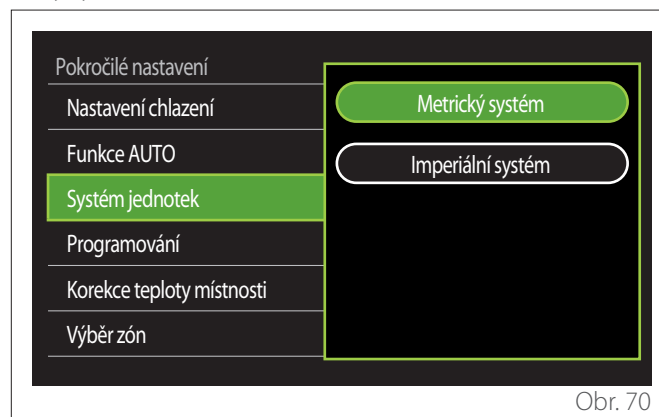 Pokročilé nastavení
Nastavení chlazení
Funkce AUTO
Systém jednotek
Programování
Korekce teploty místnosti
Výběr zón
Metrický systém
Imperiální systém
Obr. 70